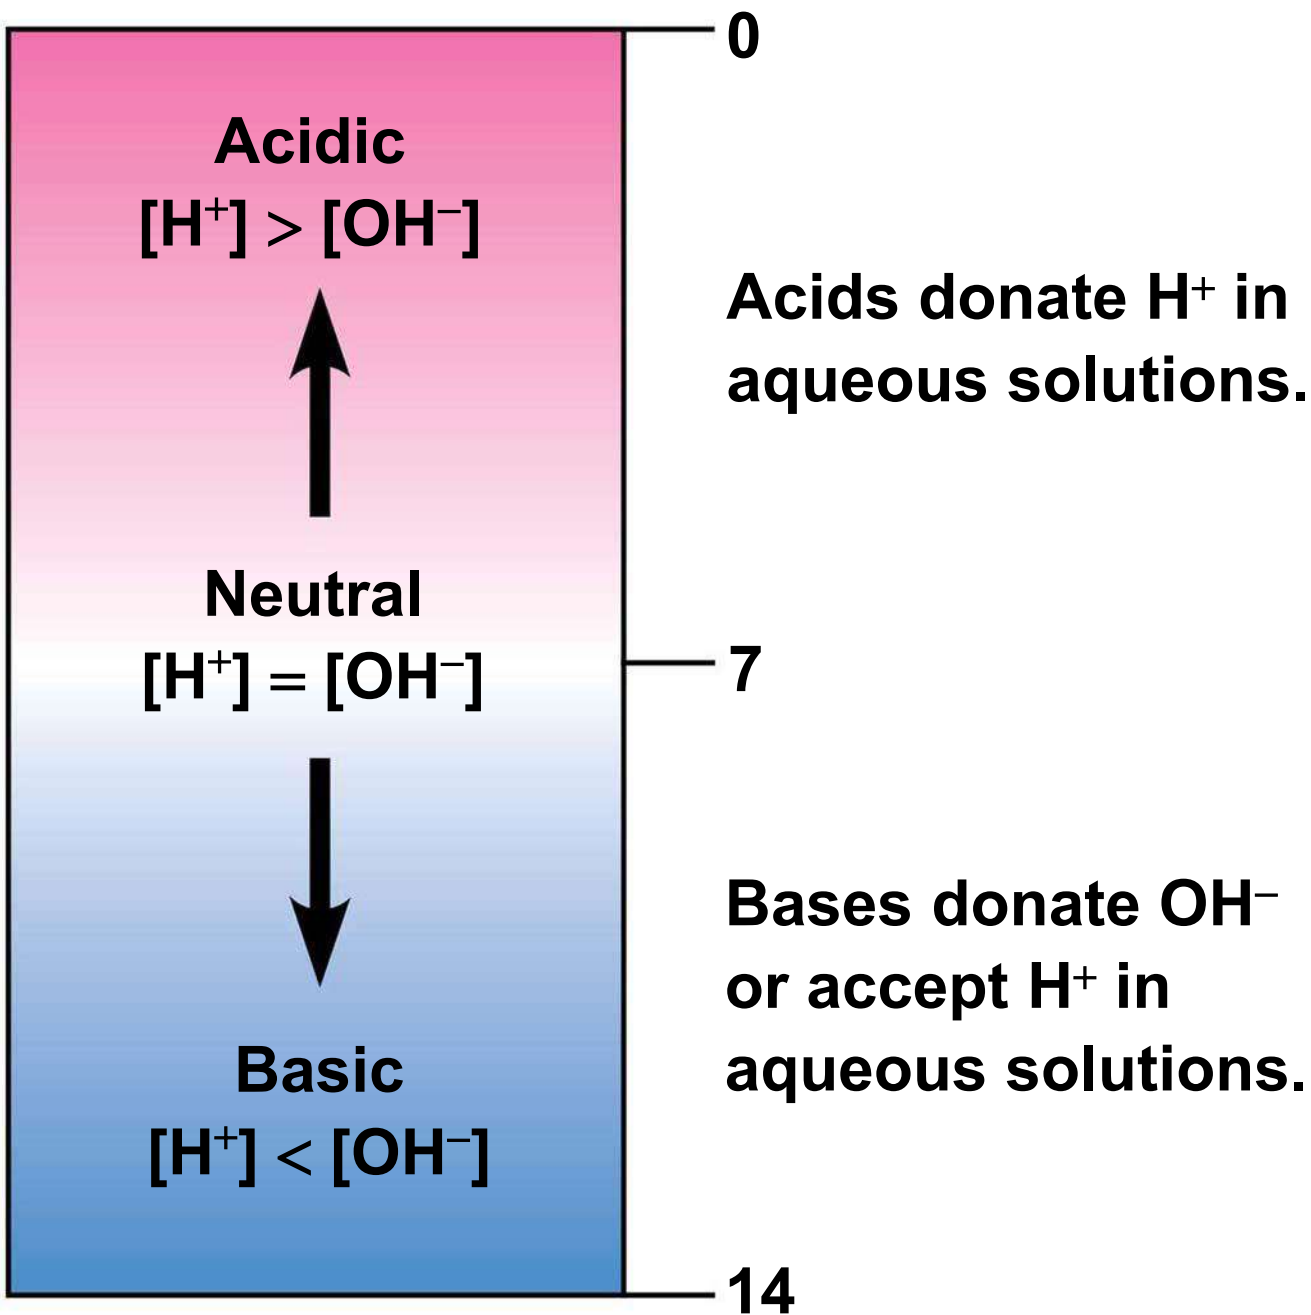 0
Acidic
[H⁺] > [OH⁻]
Acids donate H⁺ in
aqueous solutions.
Neutral
[H⁺] = [OH⁻]
7
Bases donate OH⁻
or accept H⁺ in
aqueous solutions.
Basic
[H⁺] < [OH⁻]
14